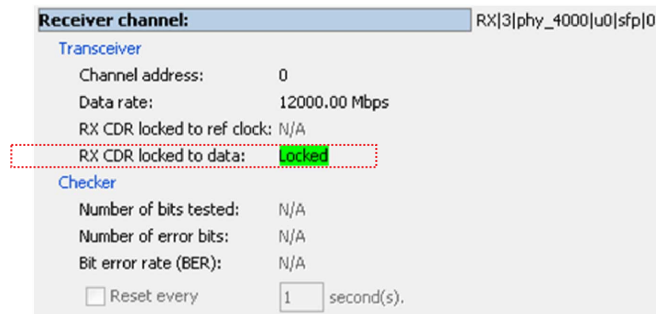 Receiver channel: RX|3|phy_4000|u0|sfp|0
Transceiver
Channel address: 0
Data rate: 12000.00 Mbps
RX CDR locked to ref clock: N/A
RX CDR locked to data: Locked
Checker
Number of bits tested: N/A
Number of error bits: N/A
Bit error rate (BER): N/A
Reset every 1 second(s).